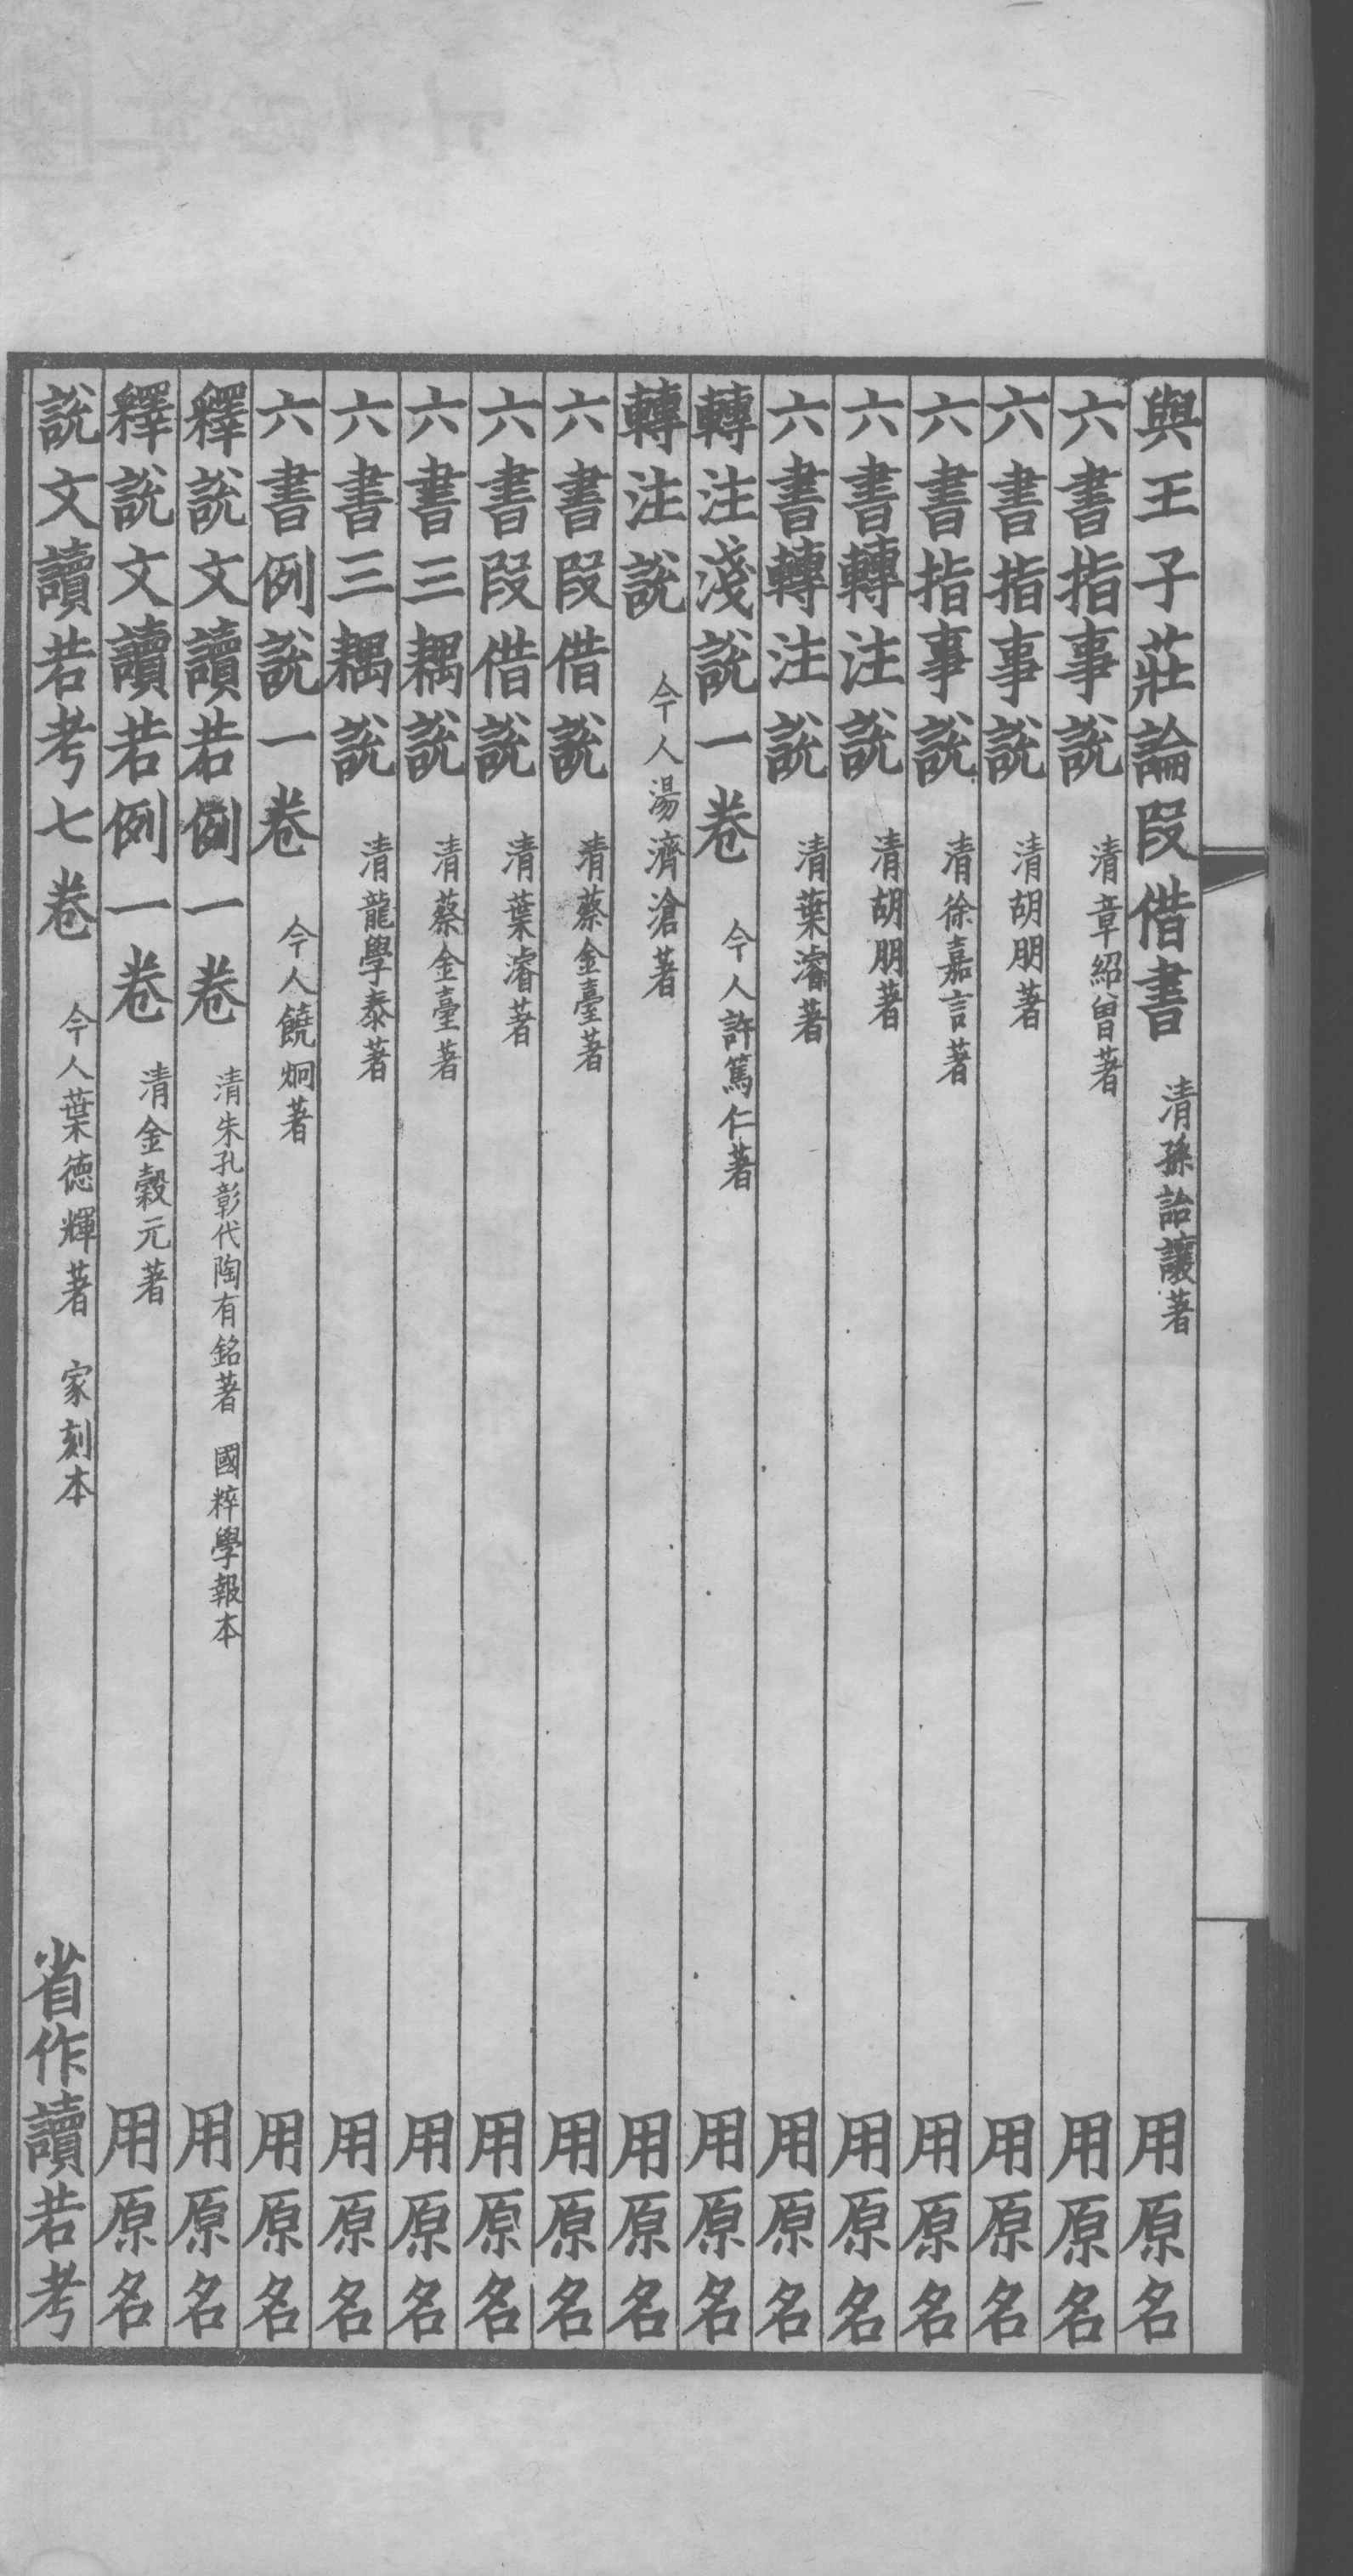 與王子莊論叚借書　清孫詒讓著　用原名
六書指事說　清章紹曾著　用原名
六書指事說　清胡朋著　用原名
六書指事說　清徐嘉言著　用原名
六書轉注說　清胡朋著　用原名
六書轉注說　清葉濬著　用原名
轉注淺說一卷　今人許篤仁著　用原名
轉注說　今人湯濟滄著　用原名
六書叚借說　清蔡金臺著　用原名
六書叚借說　清葉濬著　用原名
六書三耦說　清蔡金臺著　用原名
六書三耦說　清龍學泰著　用原名
六書例說一卷　今人饒炯著　用原名
釋說文讀若例一卷　清朱孔彰代陶有銘著　國粹學報本　用原名
釋說文讀若例一卷　清金穀元著　用原名
說文讀若考七卷　今人葉德輝著　家刻本　省作讀若考